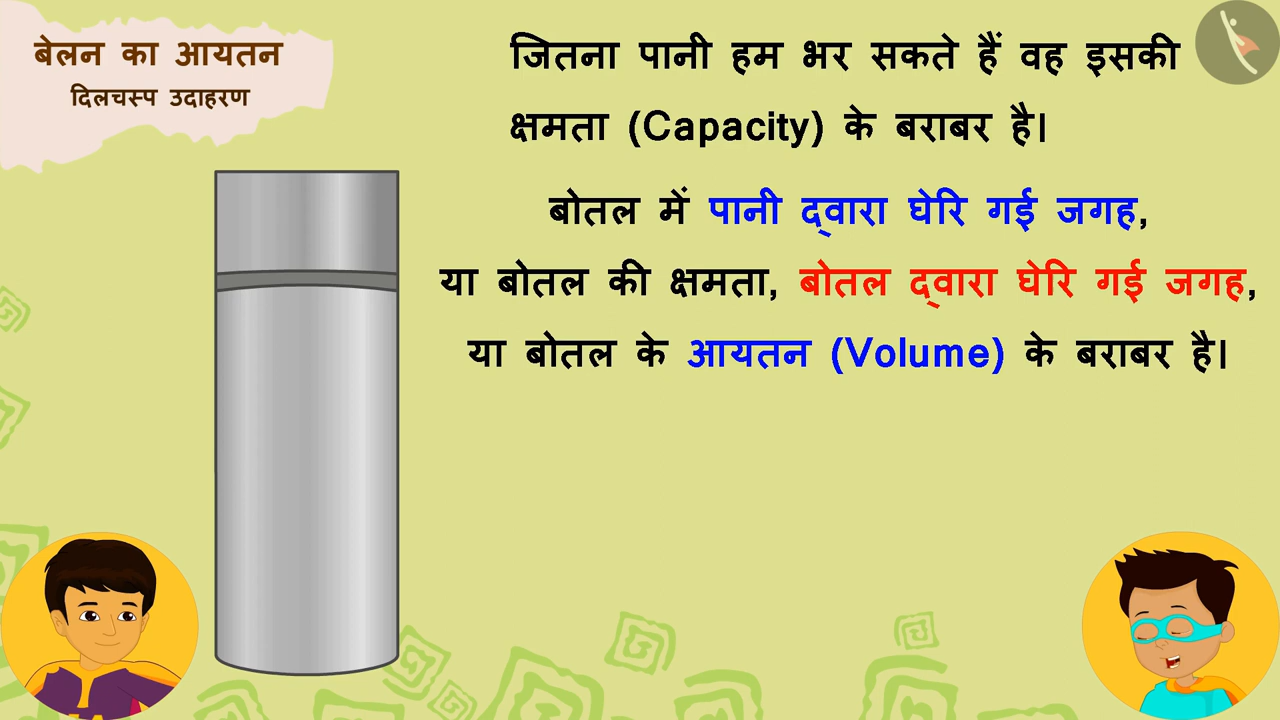 बेलन का आयतन
दिलचस्प उदाहरण
जितना पानी हम भर सकते हैं वह इसकी
क्षमता (Capacity) के बराबर है।
बोतल में पानी द्वारा घेरि गई जगह,
या बोतल की क्षमता, बोतल द्वारा घेरि गई जगह,
या बोतल के आयतन (Volume) के बराबर है।